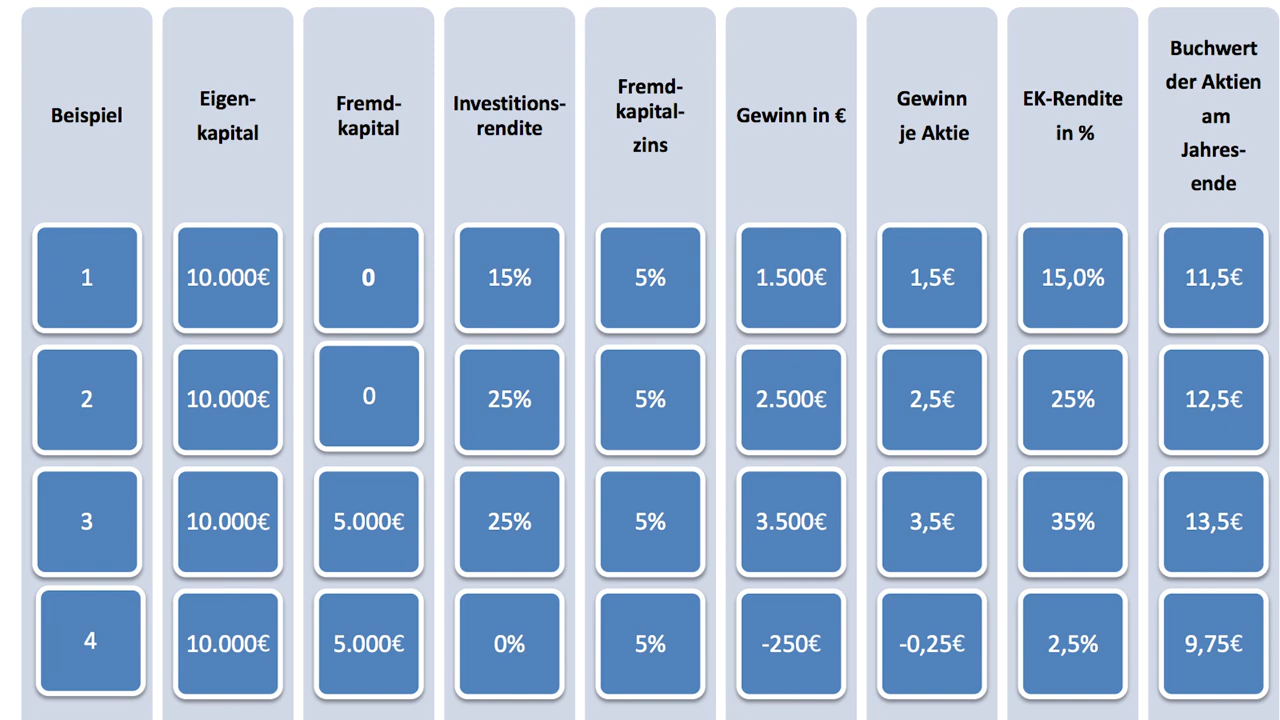 Beispiel
Eigen-
kapital
Fremd-
kapital
Investitions-
rendite
Fremd-
kapital-
zins
Gewinn in €
Gewinn
je Aktie
EK-Rendite
in %
Buchwert
der Aktien
am
Jahres-
ende
1 10.000€ 0 15% 5% 1.500€ 1,5€ 15,0% 11,5€
2 10.000€ 0 25% 5% 2.500€ 2,5€ 25% 12,5€
3 10.000€ 5.000€ 25% 5% 3.500€ 3,5€ 35% 13,5€
4 10.000€ 5.000€ 0% 5% -250€ -0,25€ 2,5% 9,75€